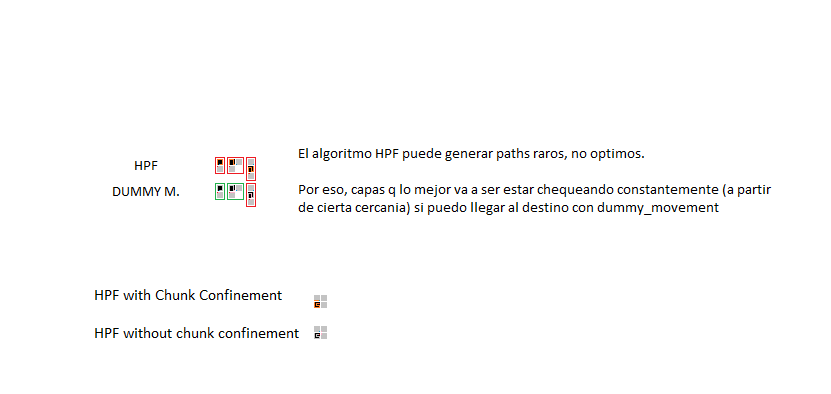 HPF
El algoritmo HPF puede generar paths raros, no optimos.
DUMMY M.
Por eso, capas q lo mejor va a ser estar chequeando constantemente (a partir
de cierta cercania) si puedo llegar al destino con dummy_movement
HPF with Chunk Confinement
HPF without chunk confinement